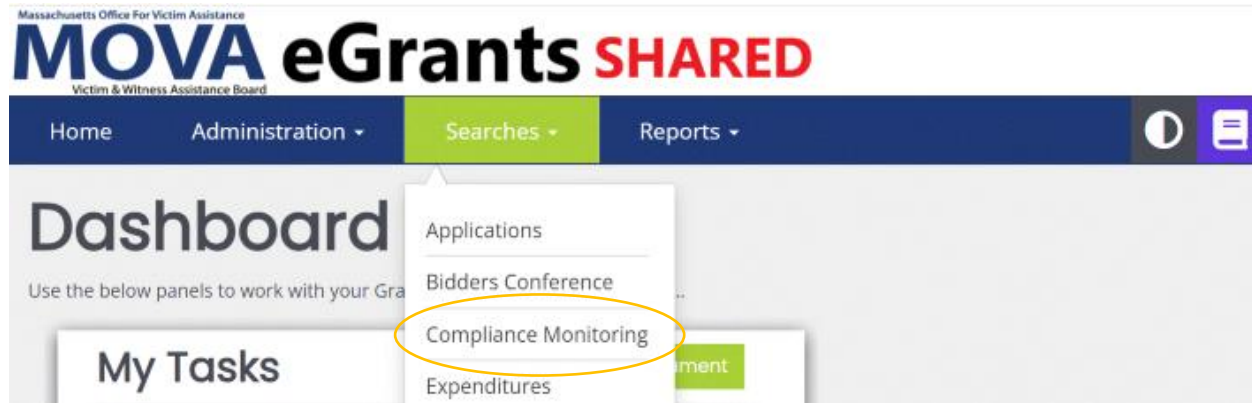 Massachusetts Office For Victim Assistance
MOVA eGrants SHARED
Victim & Witness Assistance Board
Home Administration Searches Reports
Dashboard
Applications
Use the below panels to work with your Gra
..
Bidders Conference
Compliance Monitoring
My Tasks
Expenditures